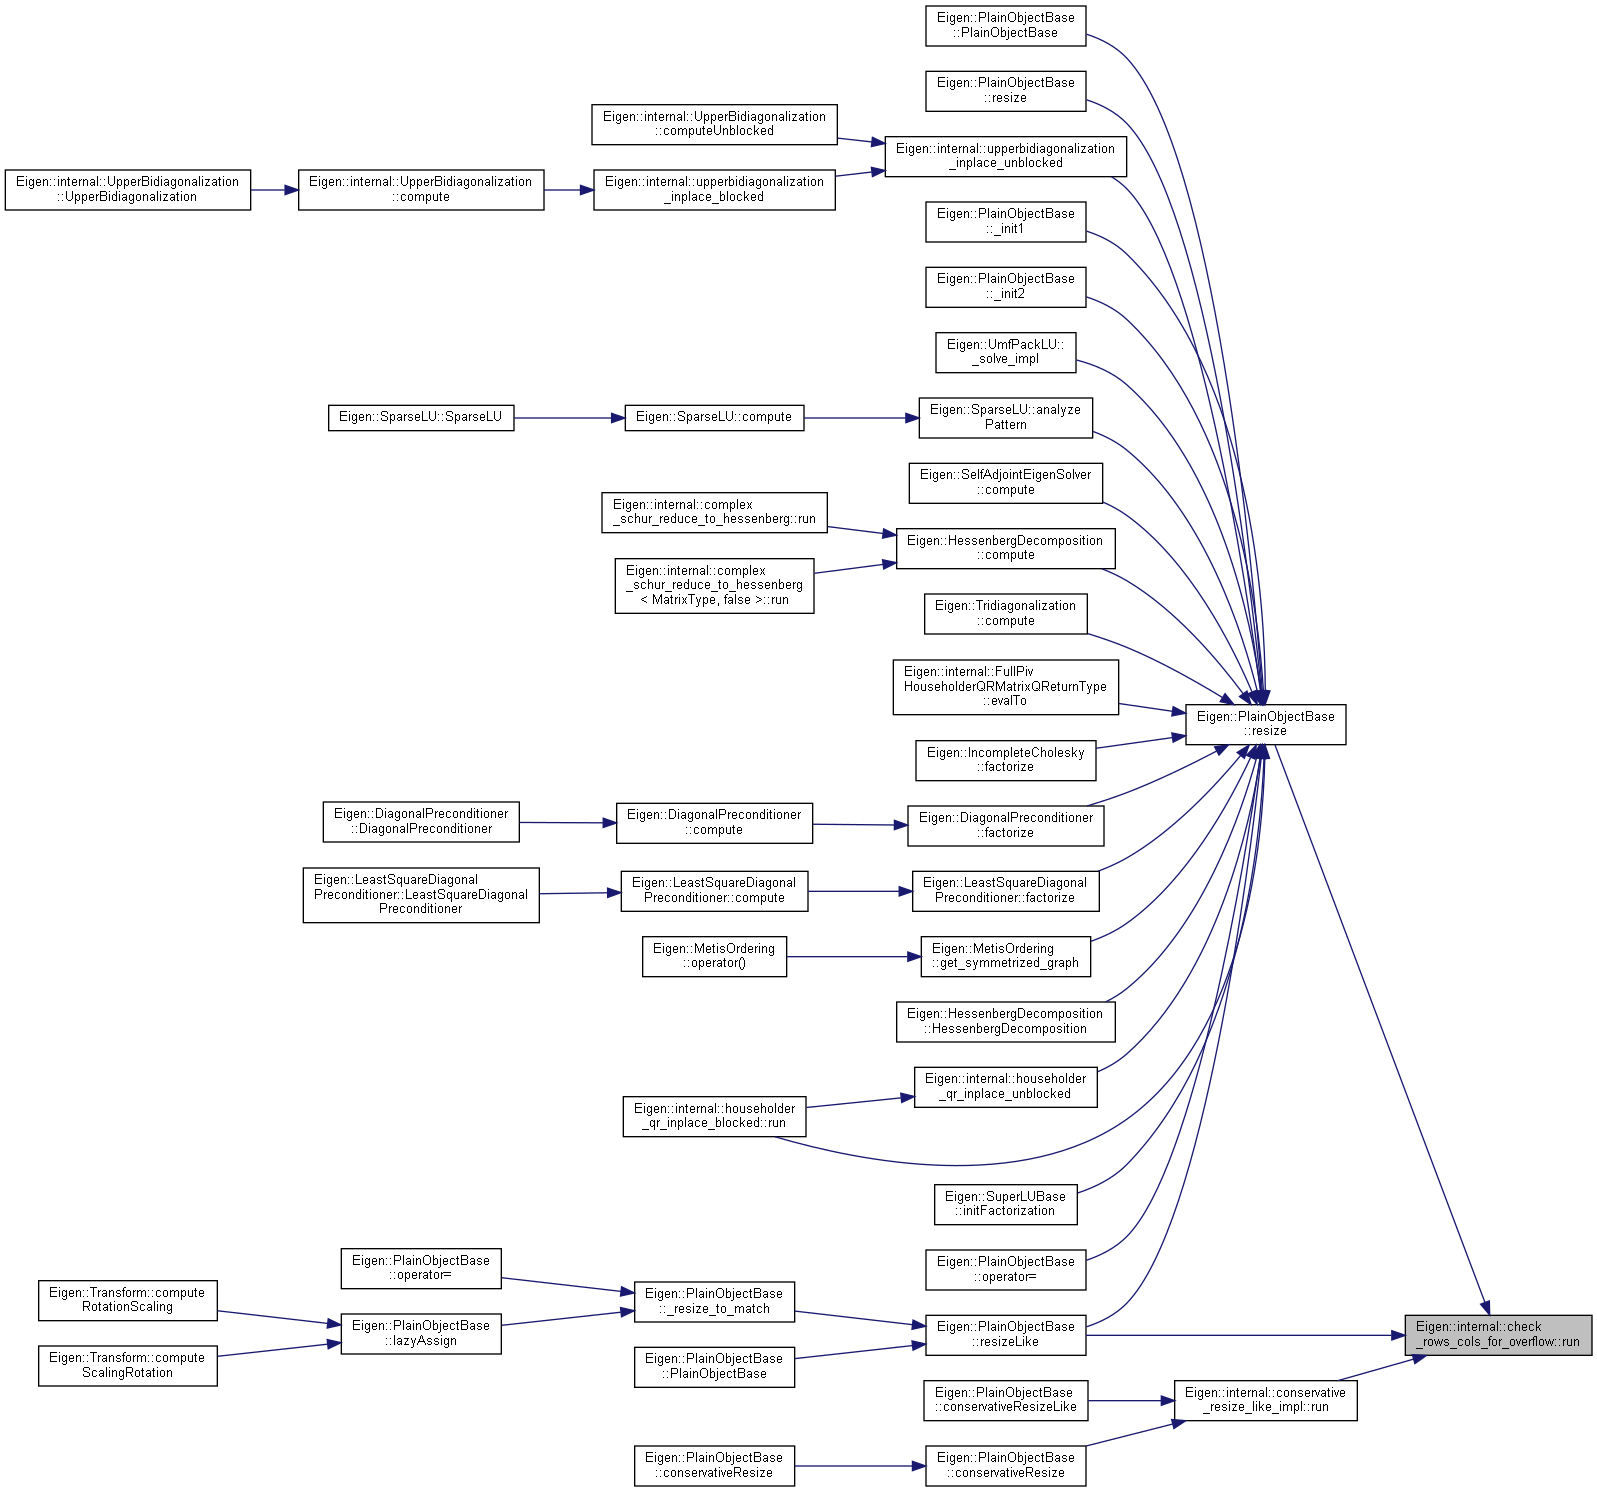 Eigen::PlainObjectBase
::PlainObjectBase
Eigen::PlainObjectBase
::resize
Eigen::internal::UpperBidiagonalization
::computeUnblocked
Eigen::internal::upperbidiagonalization
_inplace_unblocked
Eigen::internal::UpperBidiagonalization
::UpperBidiagonalization
Eigen::internal::UpperBidiagonalization
::compute
Eigen::internal::upperbidiagonalization
_inplace_blocked
Eigen::PlainObjectBase
::_init1
Eigen::PlainObjectBase
::_init2
Eigen::UmfPackLU::
_solve_impl
Eigen::SparseLU::SparseLU
Eigen::SparseLU::compute
Eigen::SparseLU::analyze
Pattern
Eigen::SelfAdjointEigenSolver
::compute
Eigen::internal::complex
_schur_reduce_to_hessenberg::run
Eigen::HessenbergDecomposition
::compute
Eigen::internal::complex
_schur_reduce_to_hessenberg
< MatrixType, false >::run
Eigen::Tridiagonalization
::compute
Eigen::internal::FullPiv
HouseholderQRMatrixQReturnType
::evalTo
Eigen::PlainObjectBase
::resize
Eigen::IncompleteCholesky
::factorize
Eigen::DiagonalPreconditioner
::DiagonalPreconditioner
Eigen::DiagonalPreconditioner
::compute
Eigen::DiagonalPreconditioner
::factorize
Eigen::LeastSquareDiagonal
Preconditioner::LeastSquareDiagonal
Preconditioner
Eigen::LeastSquareDiagonal
Preconditioner::compute
Eigen::LeastSquareDiagonal
Preconditioner::factorize
Eigen::MetisOrdering
::operator()
Eigen::MetisOrdering
::get_symmetrized_graph
Eigen::HessenbergDecomposition
::HessenbergDecomposition
Eigen::internal::householder
_qr_inplace_unblocked
Eigen::internal::householder
_qr_inplace_blocked::run
Eigen::SuperLUBase
::initFactorization
Eigen::PlainObjectBase
::operator=
Eigen::PlainObjectBase
::operator=
Eigen::Transform::compute
RotationScaling
Eigen::PlainObjectBase
::_resize_to_match
Eigen::PlainObjectBase
::lazyAssign
Eigen::PlainObjectBase
::resizeLike
Eigen::internal::check
_rows_cols_for_overflow::run
Eigen::Transform::compute
ScalingRotation
Eigen::PlainObjectBase
::PlainObjectBase
Eigen::PlainObjectBase
::conservativeResizeLike
Eigen::internal::conservative
_resize_like_impl::run
Eigen::PlainObjectBase
::conservativeResize
Eigen::PlainObjectBase
::conservativeResize